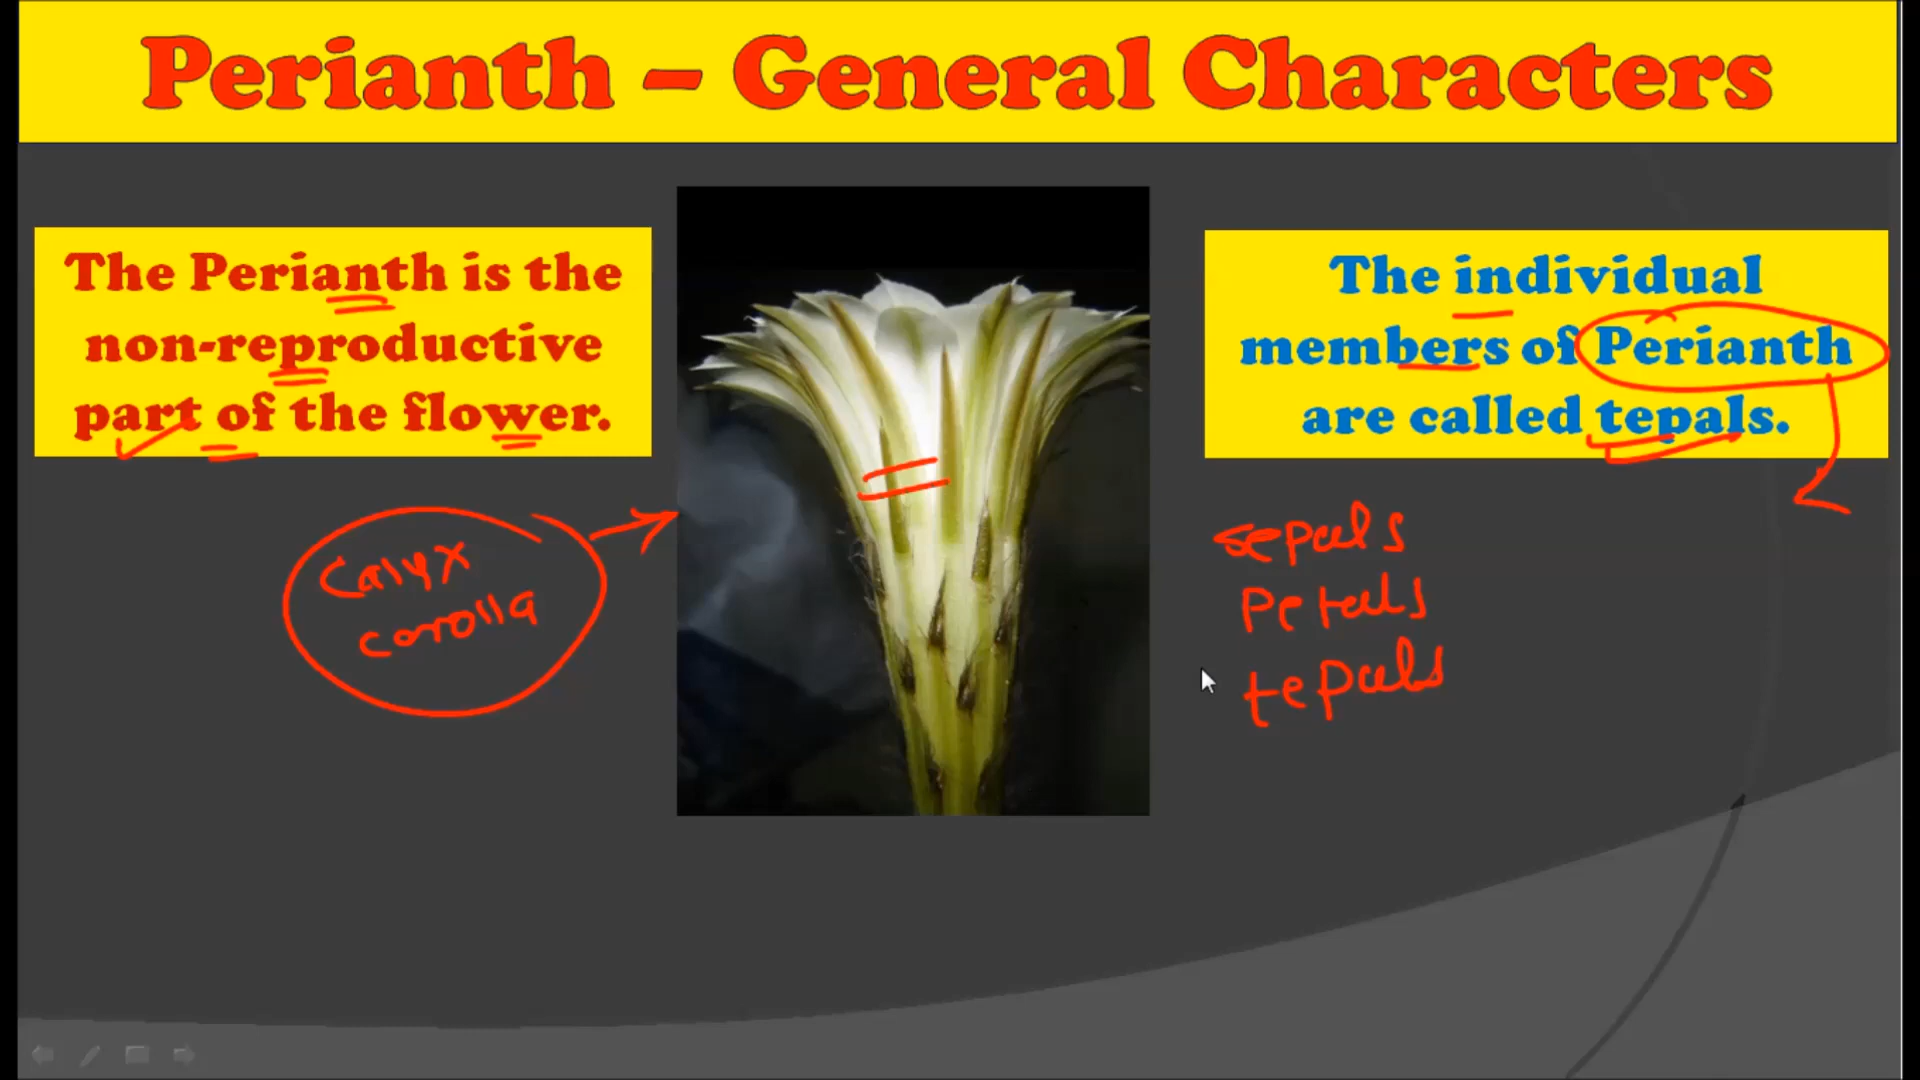 Perianth – General Characters
The Perianth is the
non-reproductive
part of the flower.
The individual
members of Perianth
are called tepals.
Calyx
corolla
sepals
Petals
tepals